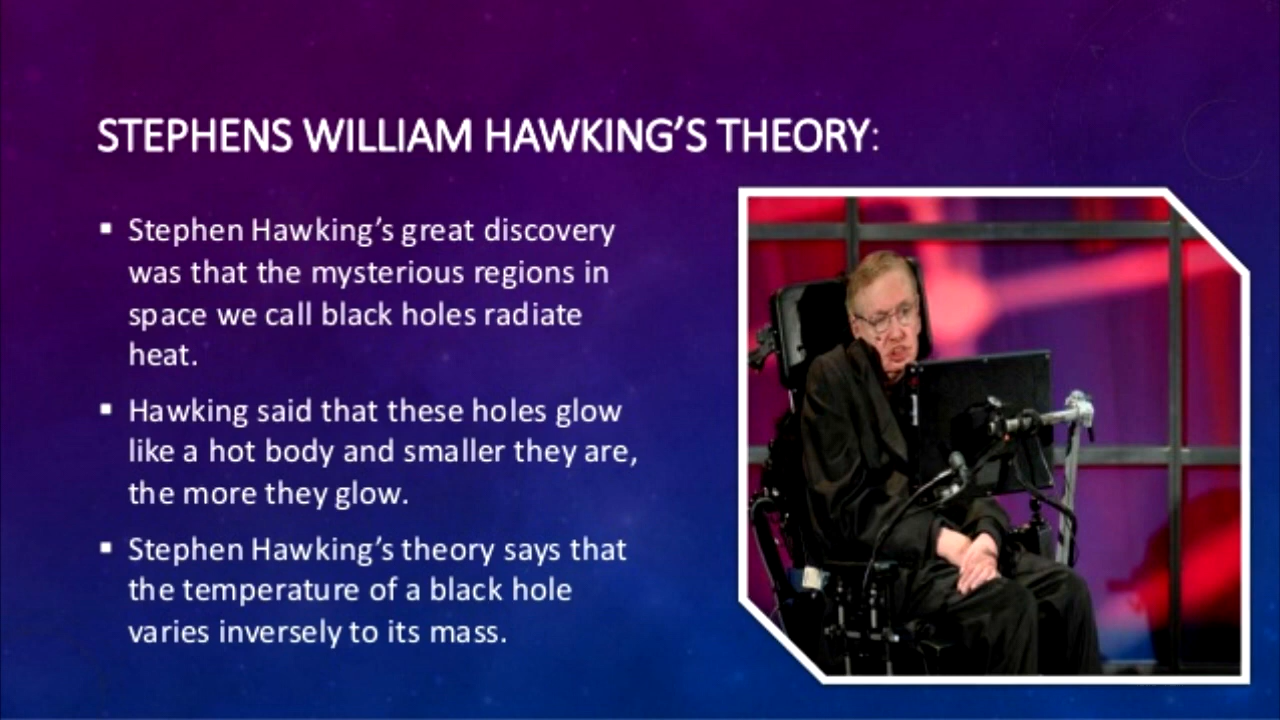 STEPHENS WILLIAM HAWKING’S THEORY:
▪ Stephen Hawking’s great discovery
was that the mysterious regions in
space we call black holes radiate
heat.
▪ Hawking said that these holes glow
like a hot body and smaller they are,
the more they glow.
▪ Stephen Hawking’s theory says that
the temperature of a black hole
varies inversely to its mass.